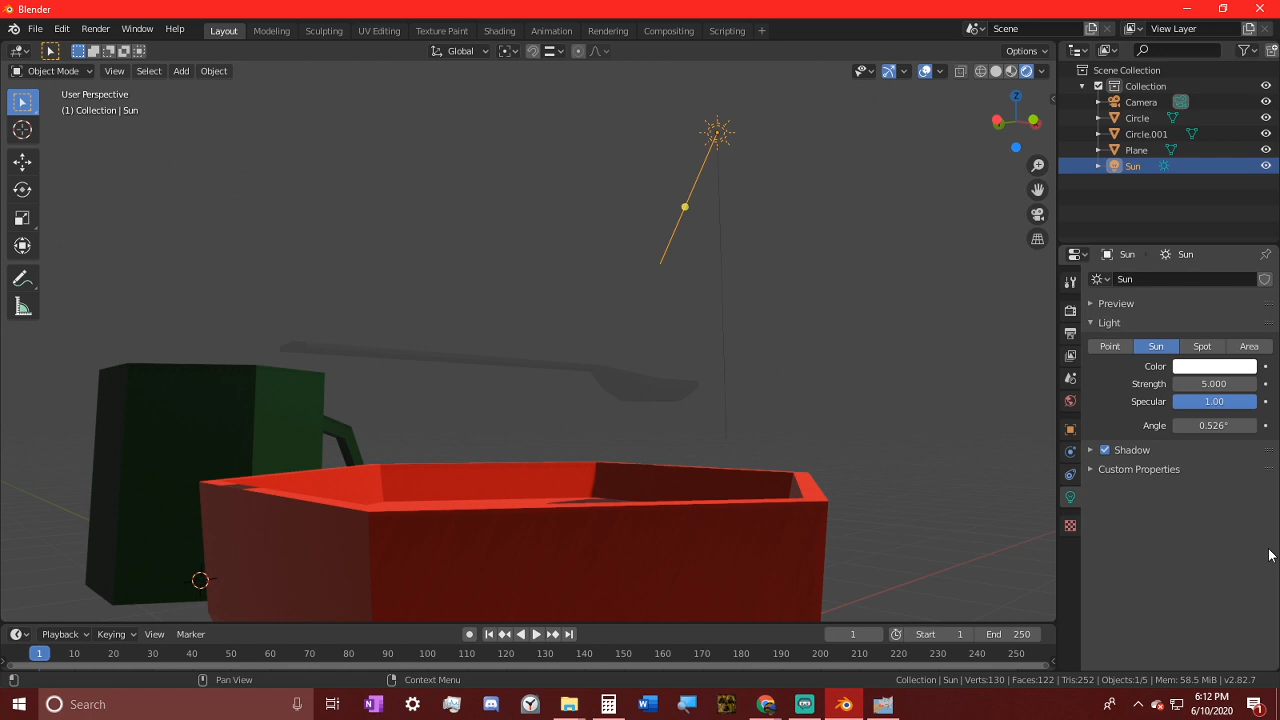 Blender
File Edit Render Window Help Layout Modeling Sculpting UV Editing Texture Paint Shading Animation Rendering Compositing Scripting + Scene View Layer
Global Options
Object Mode View Select Add Object
User Perspective
(1) Collection | Sun
Z
Scene Collection
Collection
Camera
Circle
Circle.001
Plane
Sun
Sun Sun
Sun
Preview
Light
Point Sun Spot Area
Color
Strength 5.000
Specular 1.00
Angle 0.526°
Shadow
Custom Properties
Playback Keying View Marker 1 Start 1 End 250
1 10 20 30 40 50 60 70 80 90 100 110 120 130 140 150 160 170 180 190 200 210 220 230 240 250
Pan View Context Menu Collection | Sun | Verts:130 | Faces:122 | Tris:252 | Objects:1/5 | Mem: 58.5 MiB | v2.82.7
Search
6:12 PM
6/10/2020
1